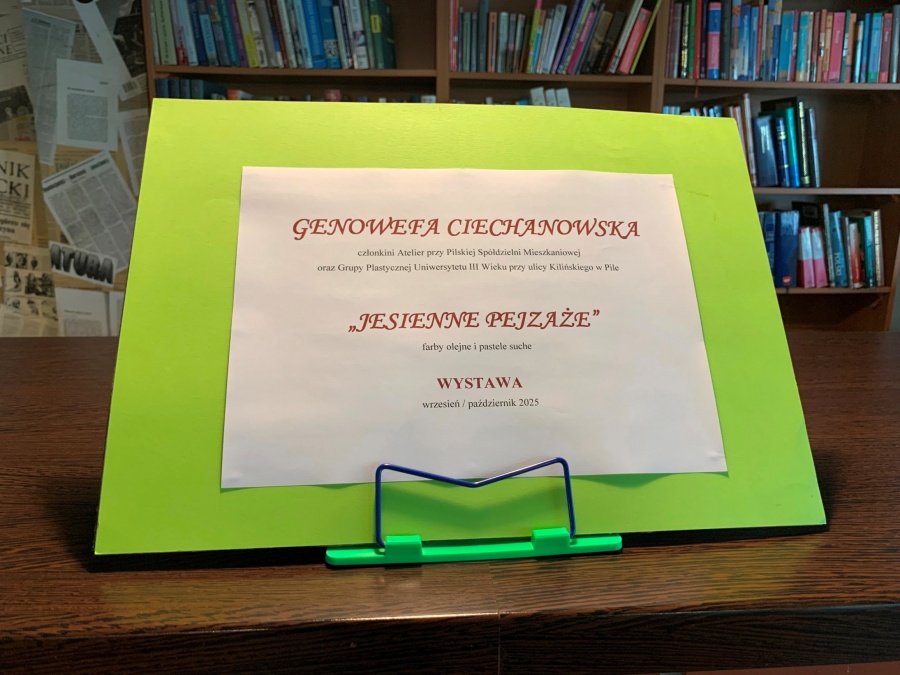 GENOWEFA CIECHANOWSKA
członkini Atelier przy Pilskiej Spółdzielni Mieszkaniowej
oraz Grupy Plastycznej Uniwersytetu III Wieku przy ulicy Kilińskiego w Pile
„JESIENNE PEJZAŻE”
farby olejne i pastele suche
WYSTAWA
wrzesień / październik 2025